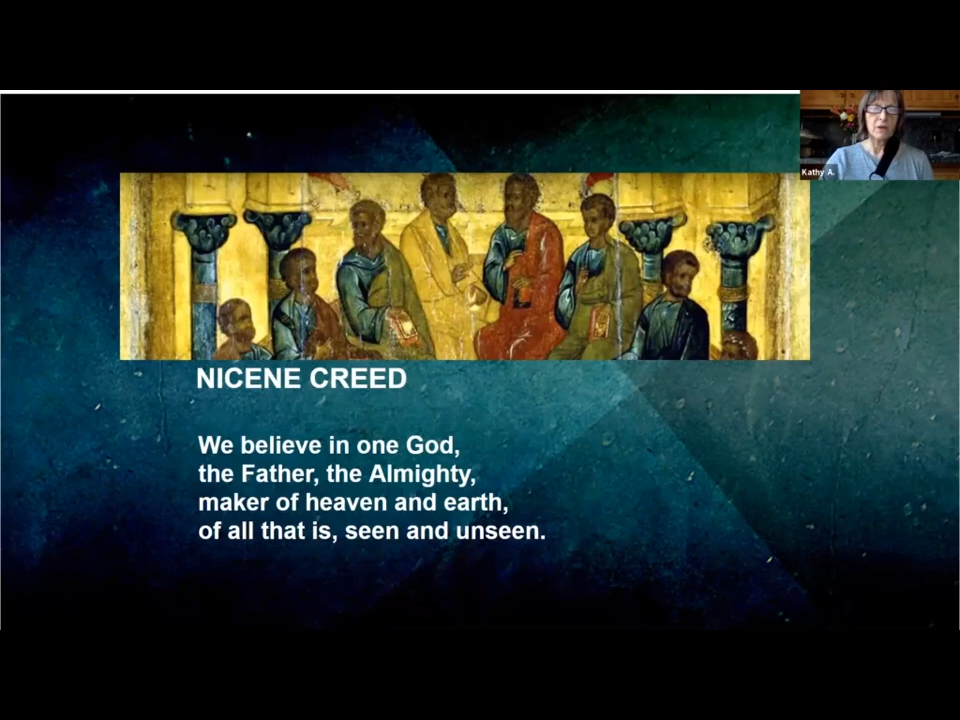 Kathy A.
NICENE CREED
We believe in one God,
the Father, the Almighty,
maker of heaven and earth,
of all that is, seen and unseen.